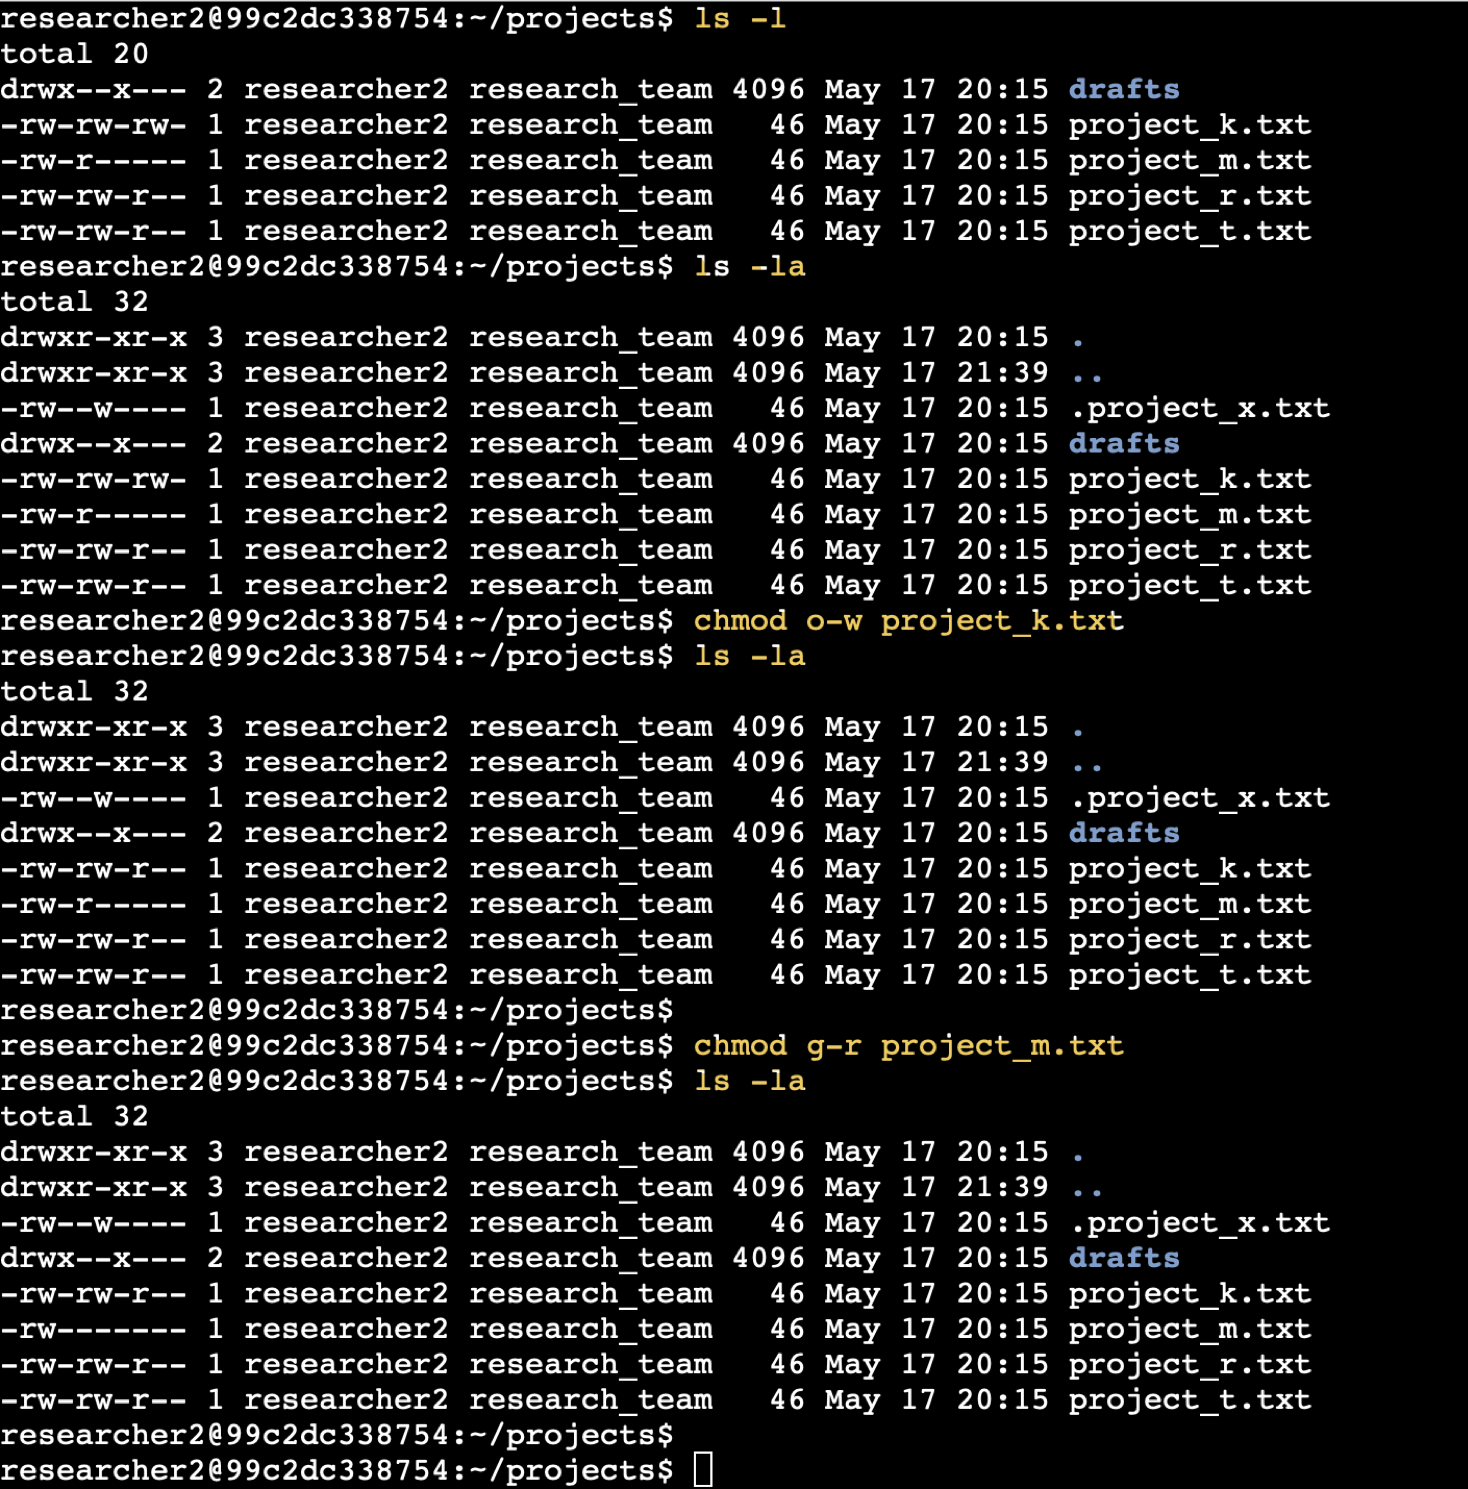 researcher2@99c2dc338754:~/projects$ ls -l
total 20
drwx--x--- 2 researcher2 research_team 4096 May 17 20:15 drafts
-rw-rw-rw- 1 researcher2 research_team   46 May 17 20:15 project_k.txt
-rw-r----- 1 researcher2 research_team   46 May 17 20:15 project_m.txt
-rw-rw-r-- 1 researcher2 research_team   46 May 17 20:15 project_r.txt
-rw-rw-r-- 1 researcher2 research_team   46 May 17 20:15 project_t.txt
researcher2@99c2dc338754:~/projects$ ls -la
total 32
drwxr-xr-x 3 researcher2 research_team 4096 May 17 20:15 .
drwxr-xr-x 3 researcher2 research_team 4096 May 17 21:39 ..
-rw--w---- 1 researcher2 research_team   46 May 17 20:15 .project_x.txt
drwx--x--- 2 researcher2 research_team 4096 May 17 20:15 drafts
-rw-rw-rw- 1 researcher2 research_team   46 May 17 20:15 project_k.txt
-rw-r----- 1 researcher2 research_team   46 May 17 20:15 project_m.txt
-rw-rw-r-- 1 researcher2 research_team   46 May 17 20:15 project_r.txt
-rw-rw-r-- 1 researcher2 research_team   46 May 17 20:15 project_t.txt
researcher2@99c2dc338754:~/projects$ chmod o-w project_k.txt
researcher2@99c2dc338754:~/projects$ ls -la
total 32
drwxr-xr-x 3 researcher2 research_team 4096 May 17 20:15 .
drwxr-xr-x 3 researcher2 research_team 4096 May 17 21:39 ..
-rw--w---- 1 researcher2 research_team   46 May 17 20:15 .project_x.txt
drwx--x--- 2 researcher2 research_team 4096 May 17 20:15 drafts
-rw-rw-r-- 1 researcher2 research_team   46 May 17 20:15 project_k.txt
-rw-r----- 1 researcher2 research_team   46 May 17 20:15 project_m.txt
-rw-rw-r-- 1 researcher2 research_team   46 May 17 20:15 project_r.txt
-rw-rw-r-- 1 researcher2 research_team   46 May 17 20:15 project_t.txt
researcher2@99c2dc338754:~/projects$
researcher2@99c2dc338754:~/projects$ chmod g-r project_m.txt
researcher2@99c2dc338754:~/projects$ ls -la
total 32
drwxr-xr-x 3 researcher2 research_team 4096 May 17 20:15 .
drwxr-xr-x 3 researcher2 research_team 4096 May 17 21:39 ..
-rw--w---- 1 researcher2 research_team   46 May 17 20:15 .project_x.txt
drwx--x--- 2 researcher2 research_team 4096 May 17 20:15 drafts
-rw-rw-r-- 1 researcher2 research_team   46 May 17 20:15 project_k.txt
-rw------- 1 researcher2 research_team   46 May 17 20:15 project_m.txt
-rw-rw-r-- 1 researcher2 research_team   46 May 17 20:15 project_r.txt
-rw-rw-r-- 1 researcher2 research_team   46 May 17 20:15 project_t.txt
researcher2@99c2dc338754:~/projects$
researcher2@99c2dc338754:~/projects$